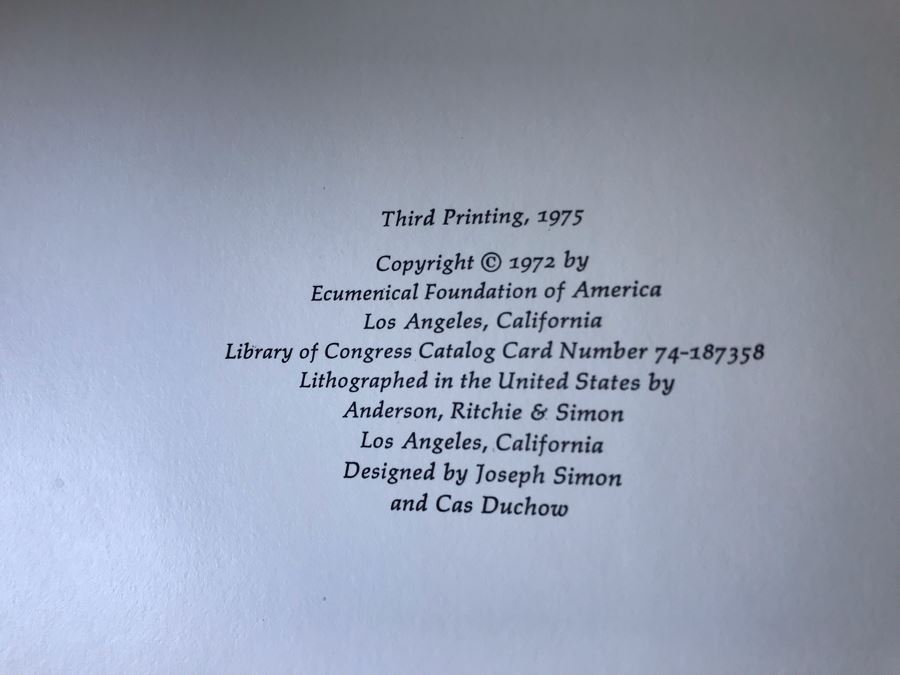 Third Printing, 1975
Copyright © 1972 by
Ecumenical Foundation of America
Los Angeles, California
Library of Congress Catalog Card Number 74-187358
Lithographed in the United States by
Anderson, Ritchie & Simon
Los Angeles, California
Designed by Joseph Simon
and Cas Duchow